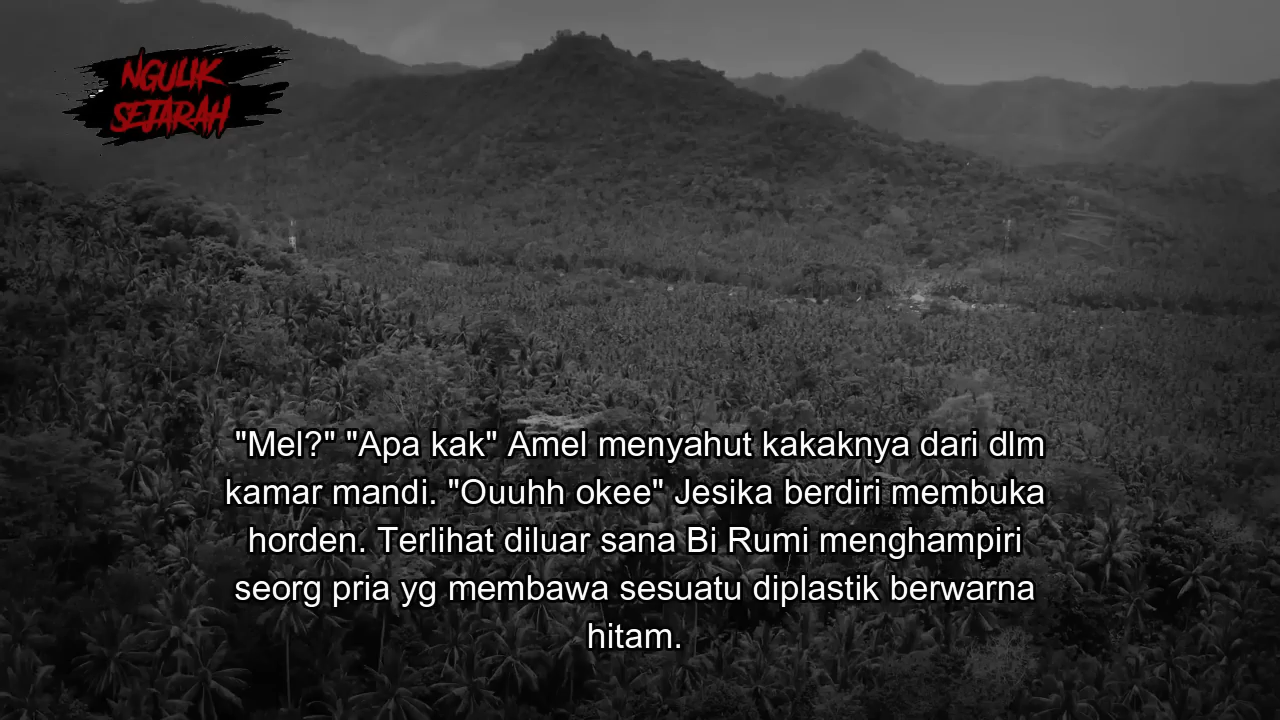 NGULIK
SEJARAH
"Mel?" "Apa kak" Amel menyahut kakaknya dari dlm
kamar mandi. "Ouuhh okee" Jesika berdiri membuka
horden. Terlihat diluar sana Bi Rumi menghampiri
seorg pria yg membawa sesuatu diplastik berwarna
hitam.